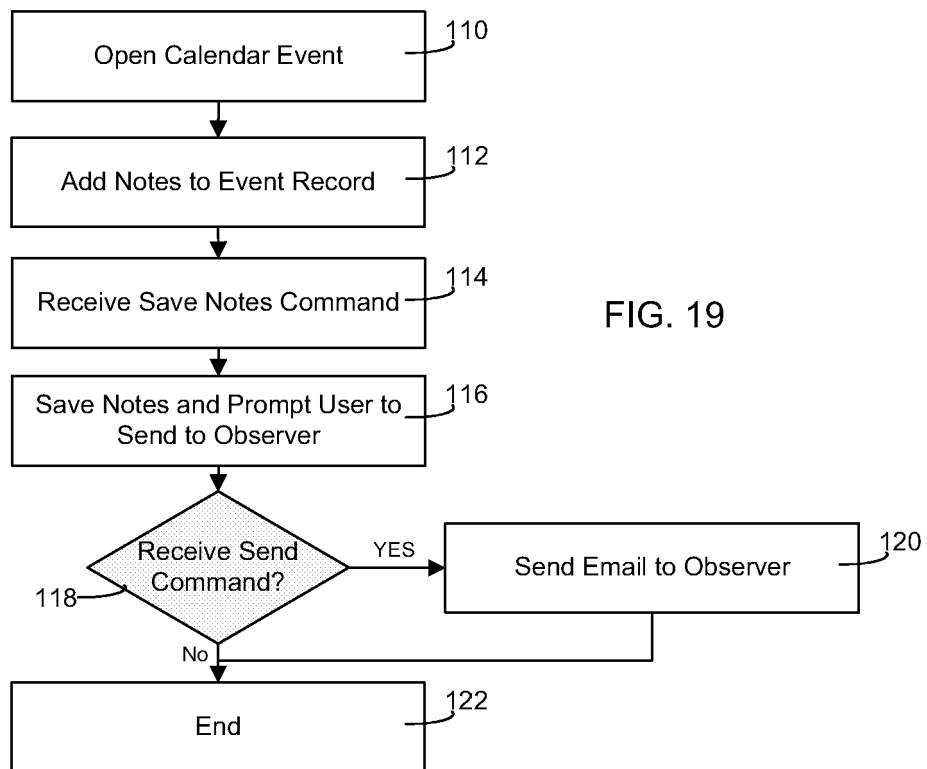 Open Calendar Event
110
Add Notes to Event Record
112
Receive Save Notes Command
114
FIG. 19
Save Notes and Prompt User to
Send to Observer
116
Receive Send
Command?
118
YES
Send Email to Observer
120
No
End
122